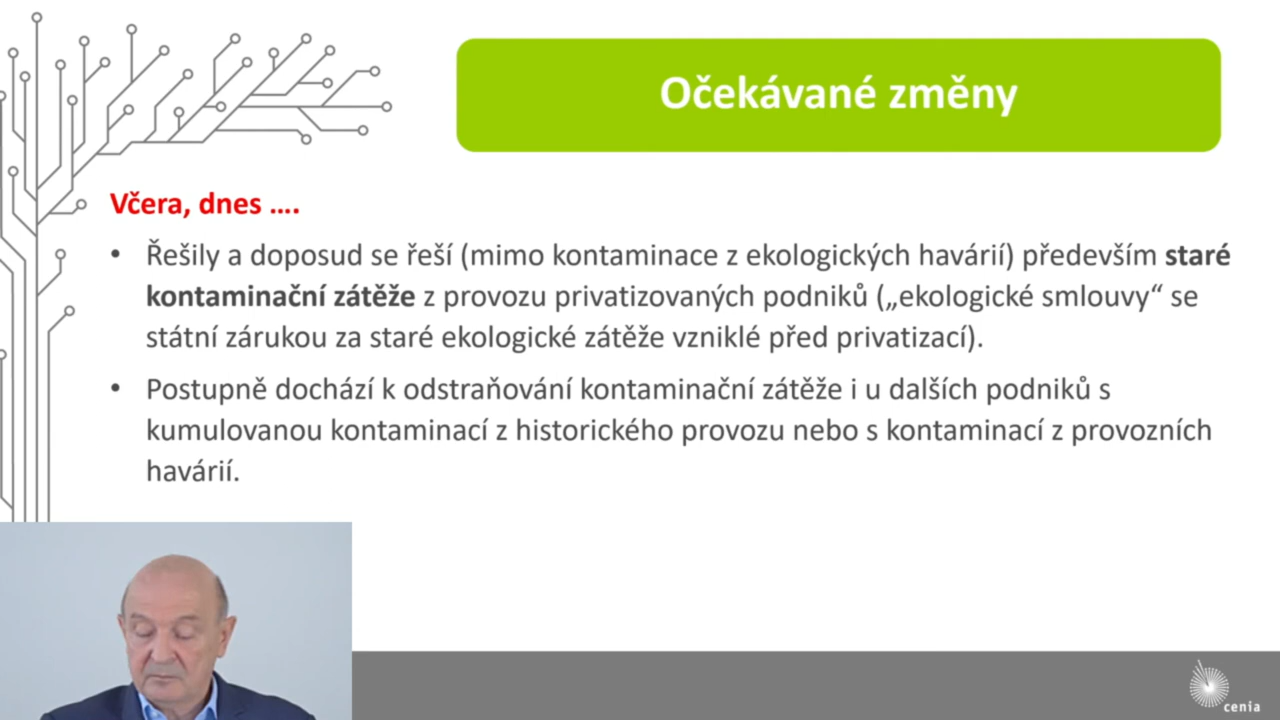 Očekávané změny
Včera, dnes ....
• Řešily a doposud se řeší (mimo kontaminace z ekologických havárií) především staré
kontaminační zátěže z provozu privatizovaných podniků („ekologické smlouvy“ se
státní zárukou za staré ekologické zátěže vzniklé před privatizací).
• Postupně dochází k odstraňování kontaminační zátěže i u dalších podniků s
kumulovanou kontaminací z historického provozu nebo s kontaminací z provozních
havárií.
cenia